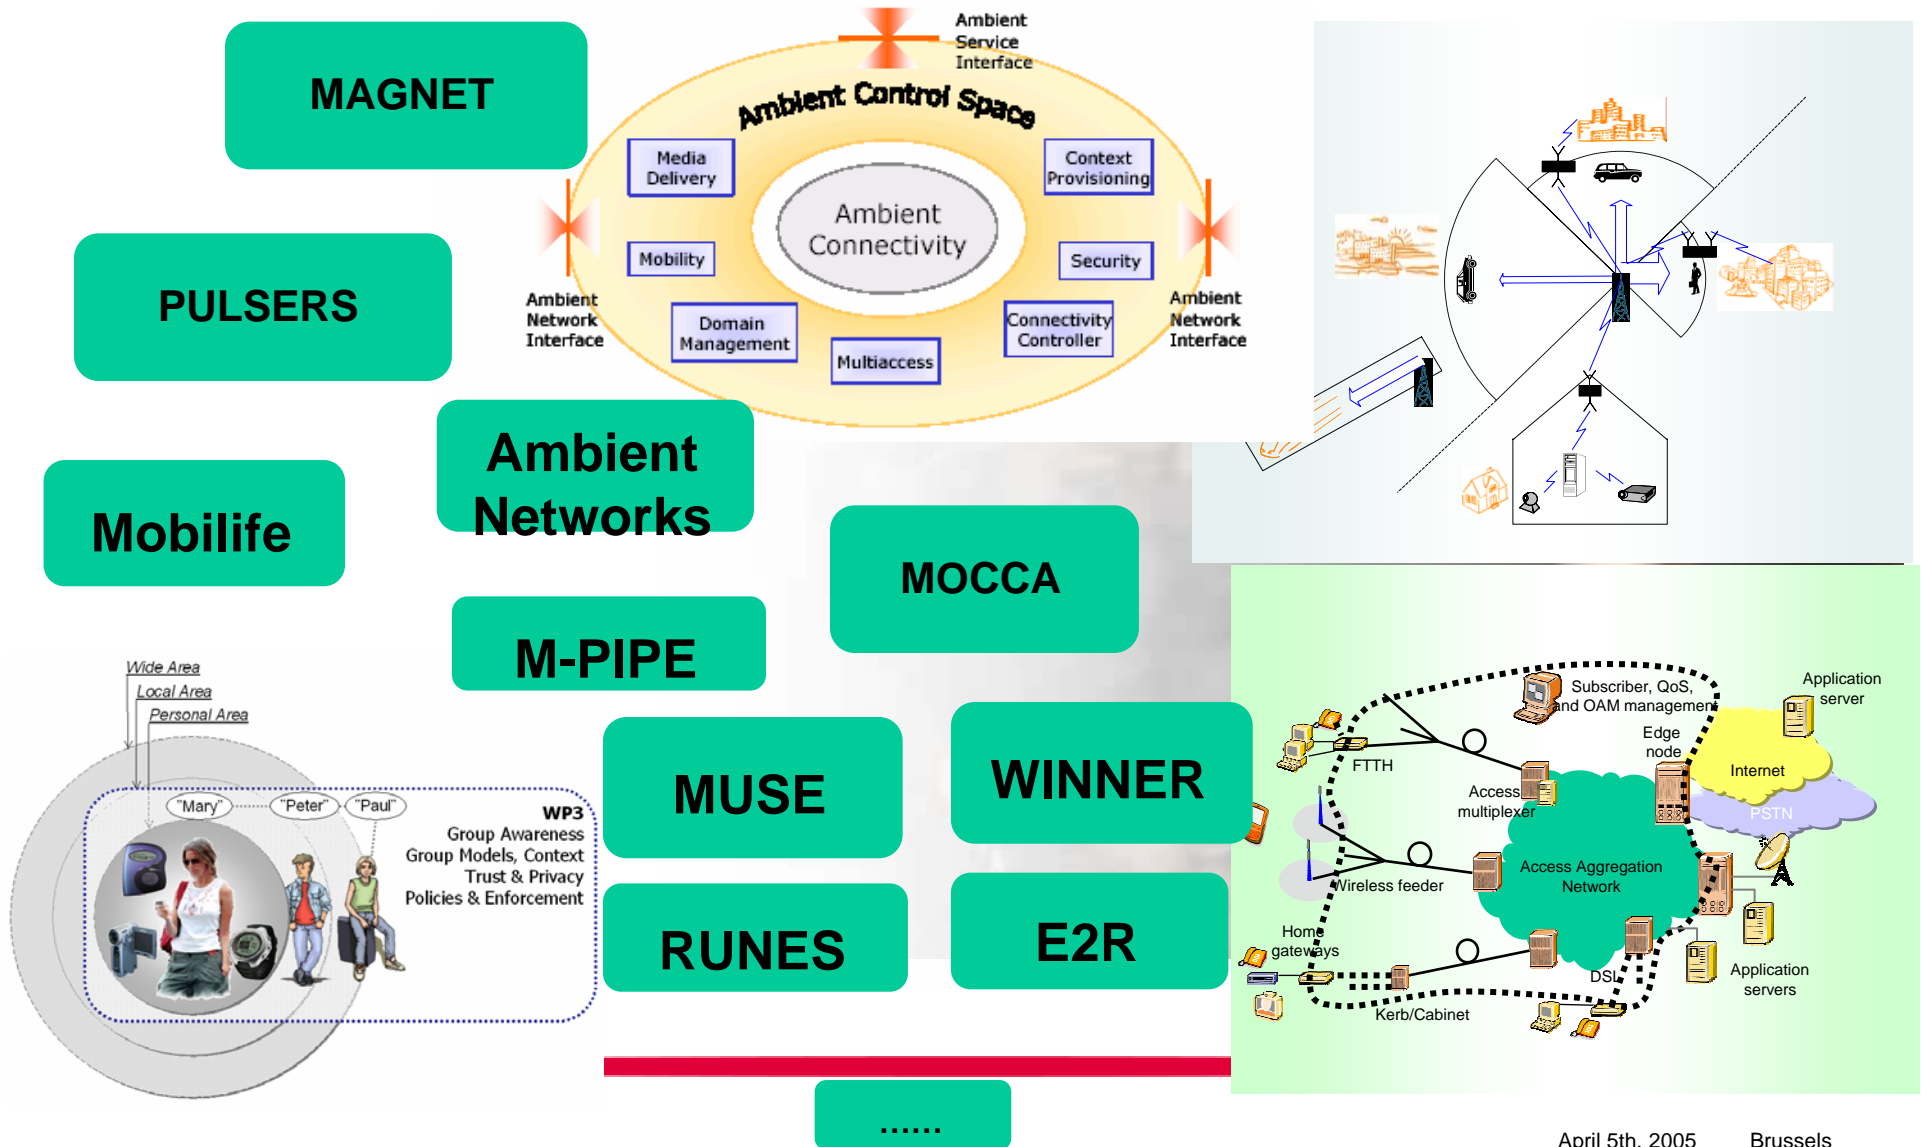 MAGNET
PULSERS
Mobilife
Ambient
Networks
M-PIPE
MOCCA
MUSE
WINNER
RUNES
E2R
......
Ambient
Service
Interface
Ambient Control Space
Media
Delivery
Context
Provisioning
Ambient
Connectivity
Mobility
Security
Ambient
Network
Interface
Ambient
Network
Interface
Domain
Management
Connectivity
Controller
Multiaccess
Wide Area
Local Area
Personal Area
"Mary"
"Peter"
"Paul"
WP3
Group Awareness
Group Models, Context
Trust & Privacy
Policies & Enforcement
Subscriber, QoS,
and OAM management
Application
server
Edge
node
FTTH
Internet
Access
multiplexer
PSTN
Access Aggregation
Network
Wireless feeder
Home
gateways
DSL
Application
servers
Kerb/Cabinet
April 5th, 2005 Brussels